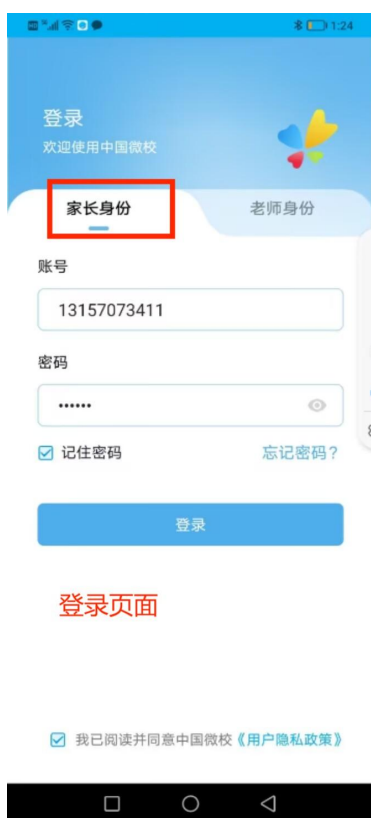 1:24
登录
欢迎使用中国微校
家长身份 老师身份
账号
13157073411
密码
••••••
记住密码 忘记密码？
登录
登录页面
我已阅读并同意中国微校《用户隐私政策》